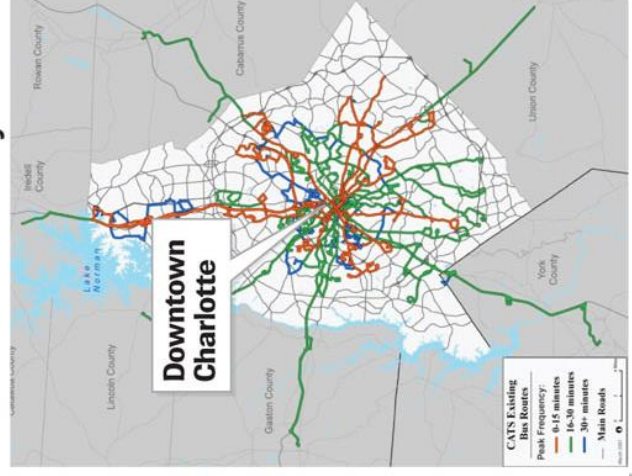 Rowan County
Cabarrus County
Iredell
County
Lake
Norman
Downtown
Charlotte
Union County
Lincoln County
York
County
Gaston County
CATS Existing
Bus Routes
Peak Frequency:
0-15 minutes
16-30 minutes
30+ minutes
Main Roads